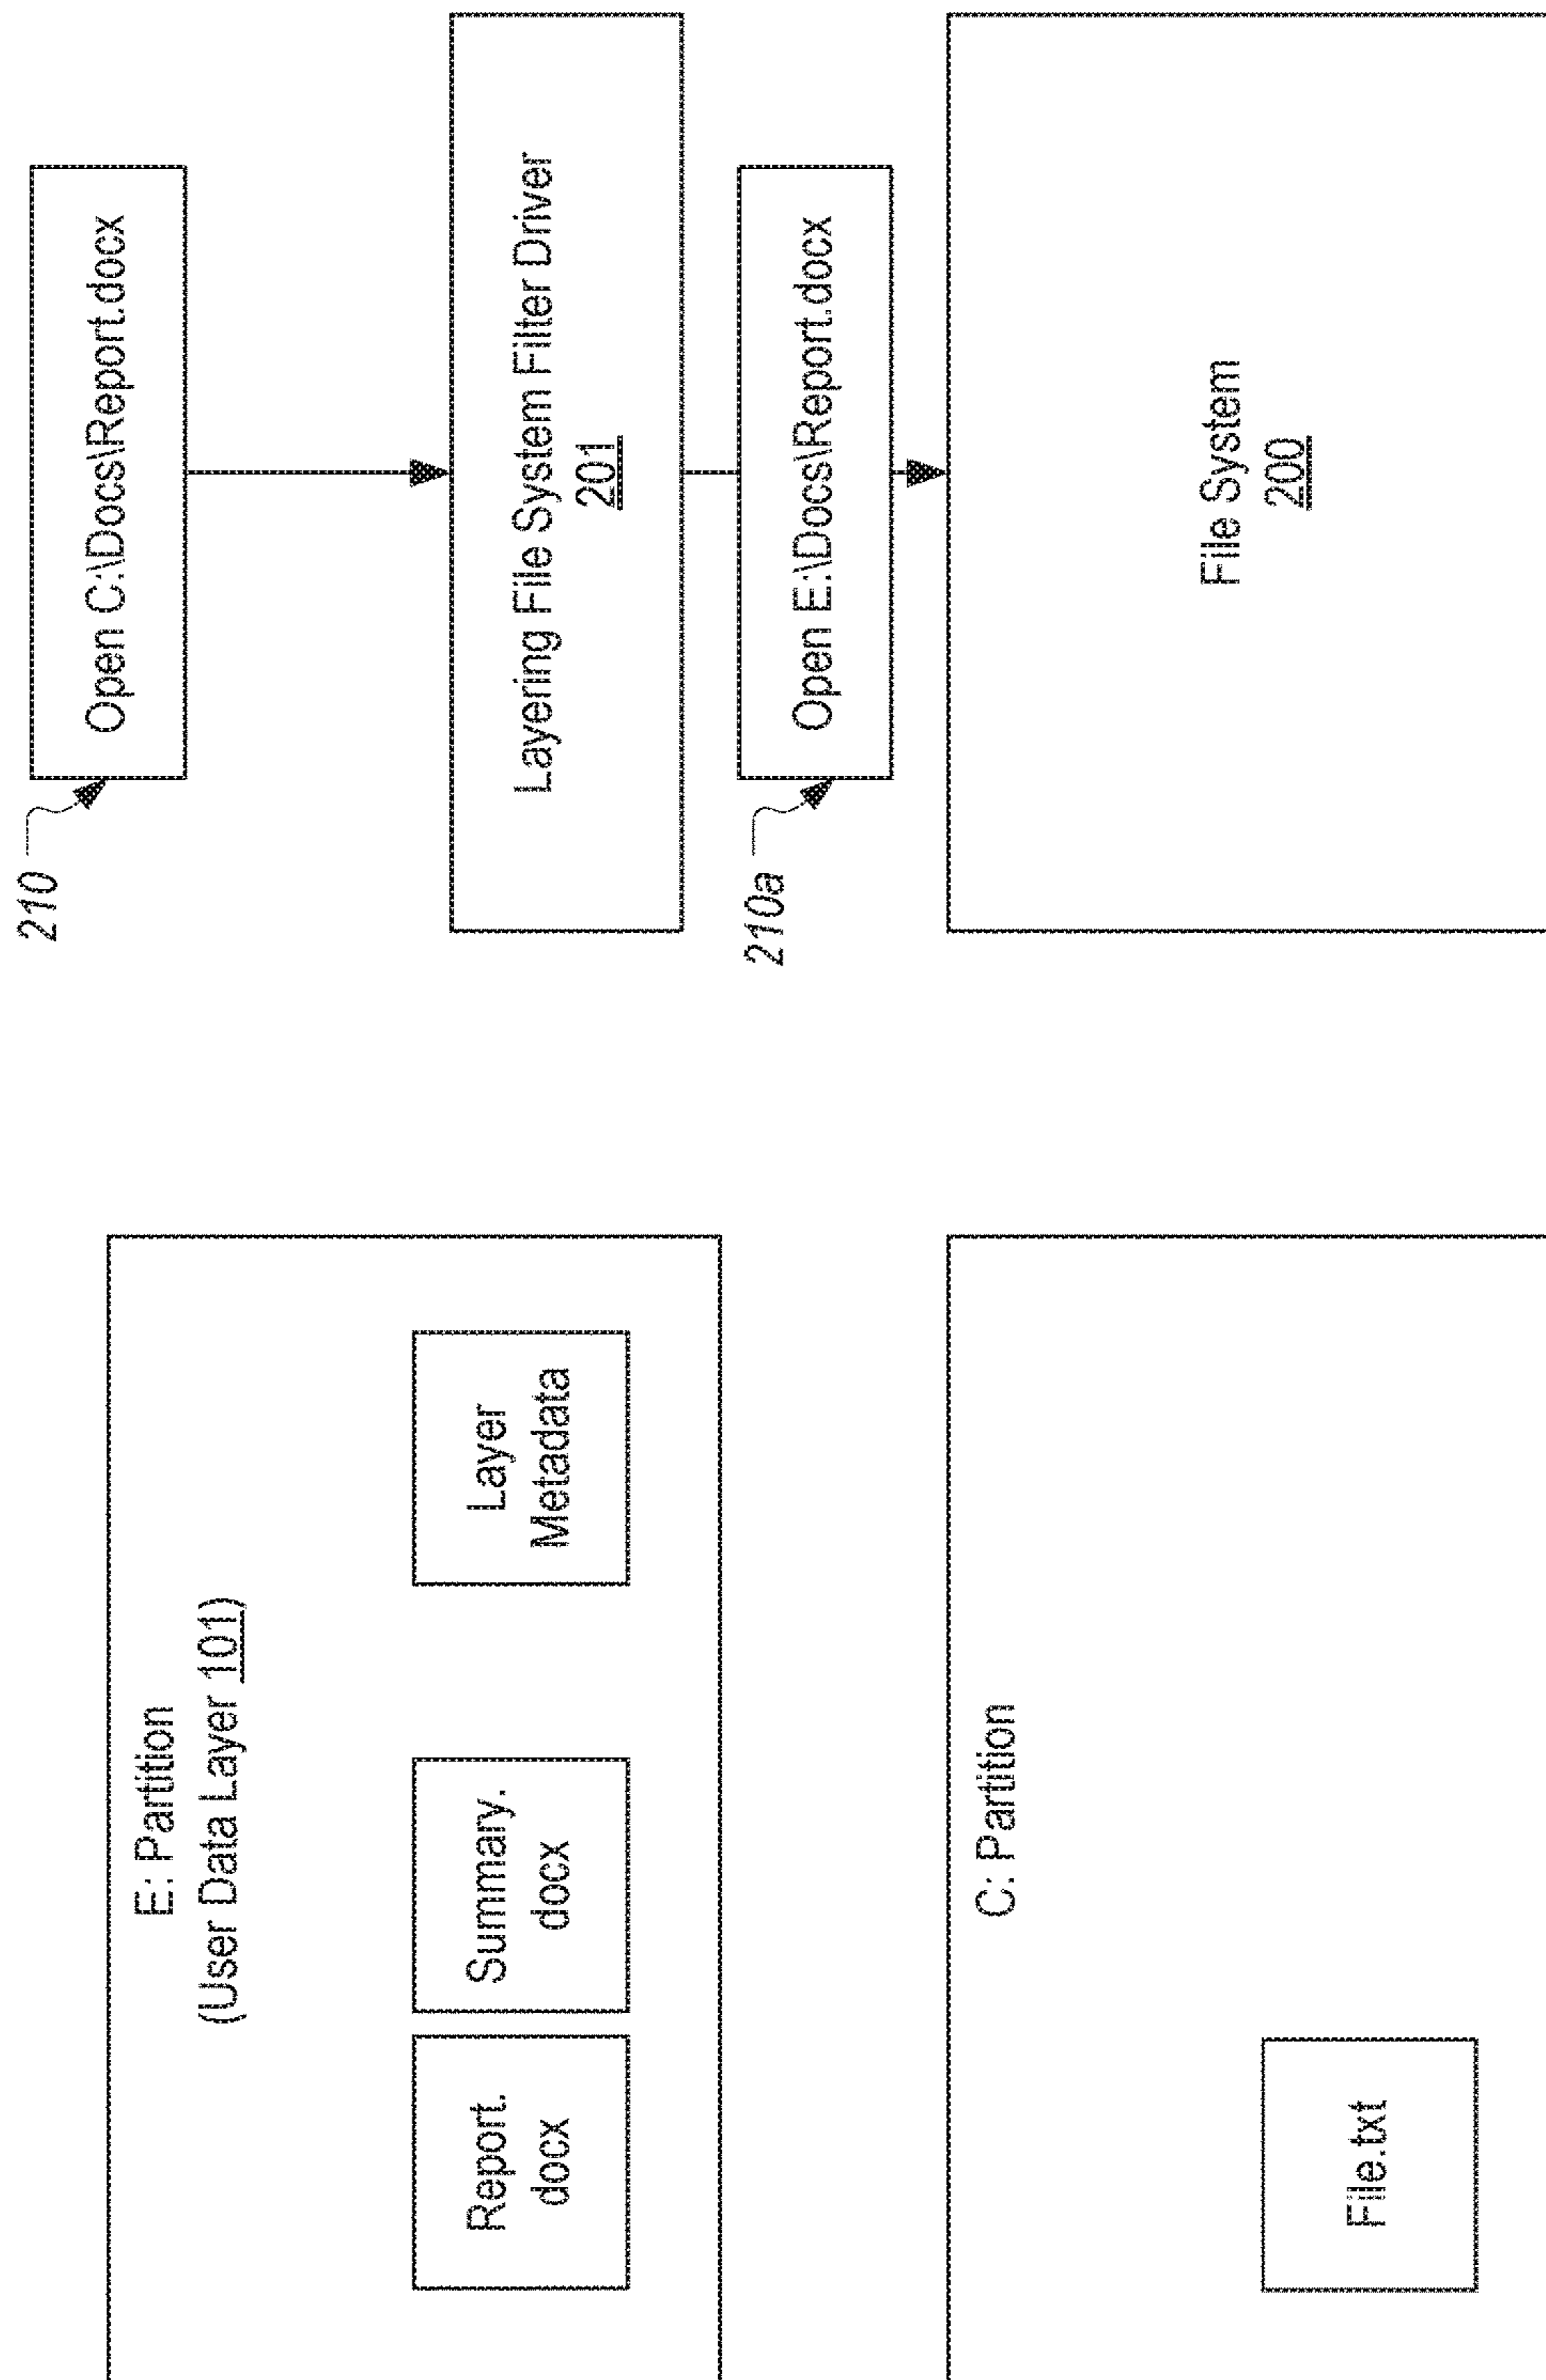 E: Partition
(User Data Layer 101)
Report.
docx
Summary.
docx
Layer
Metadata
C: Partition
File.txt
210
Open C:\Docs\Report.docx
Layering File System Filter Driver
201
210a
Open E:\Docs\Report.docx
File System
200